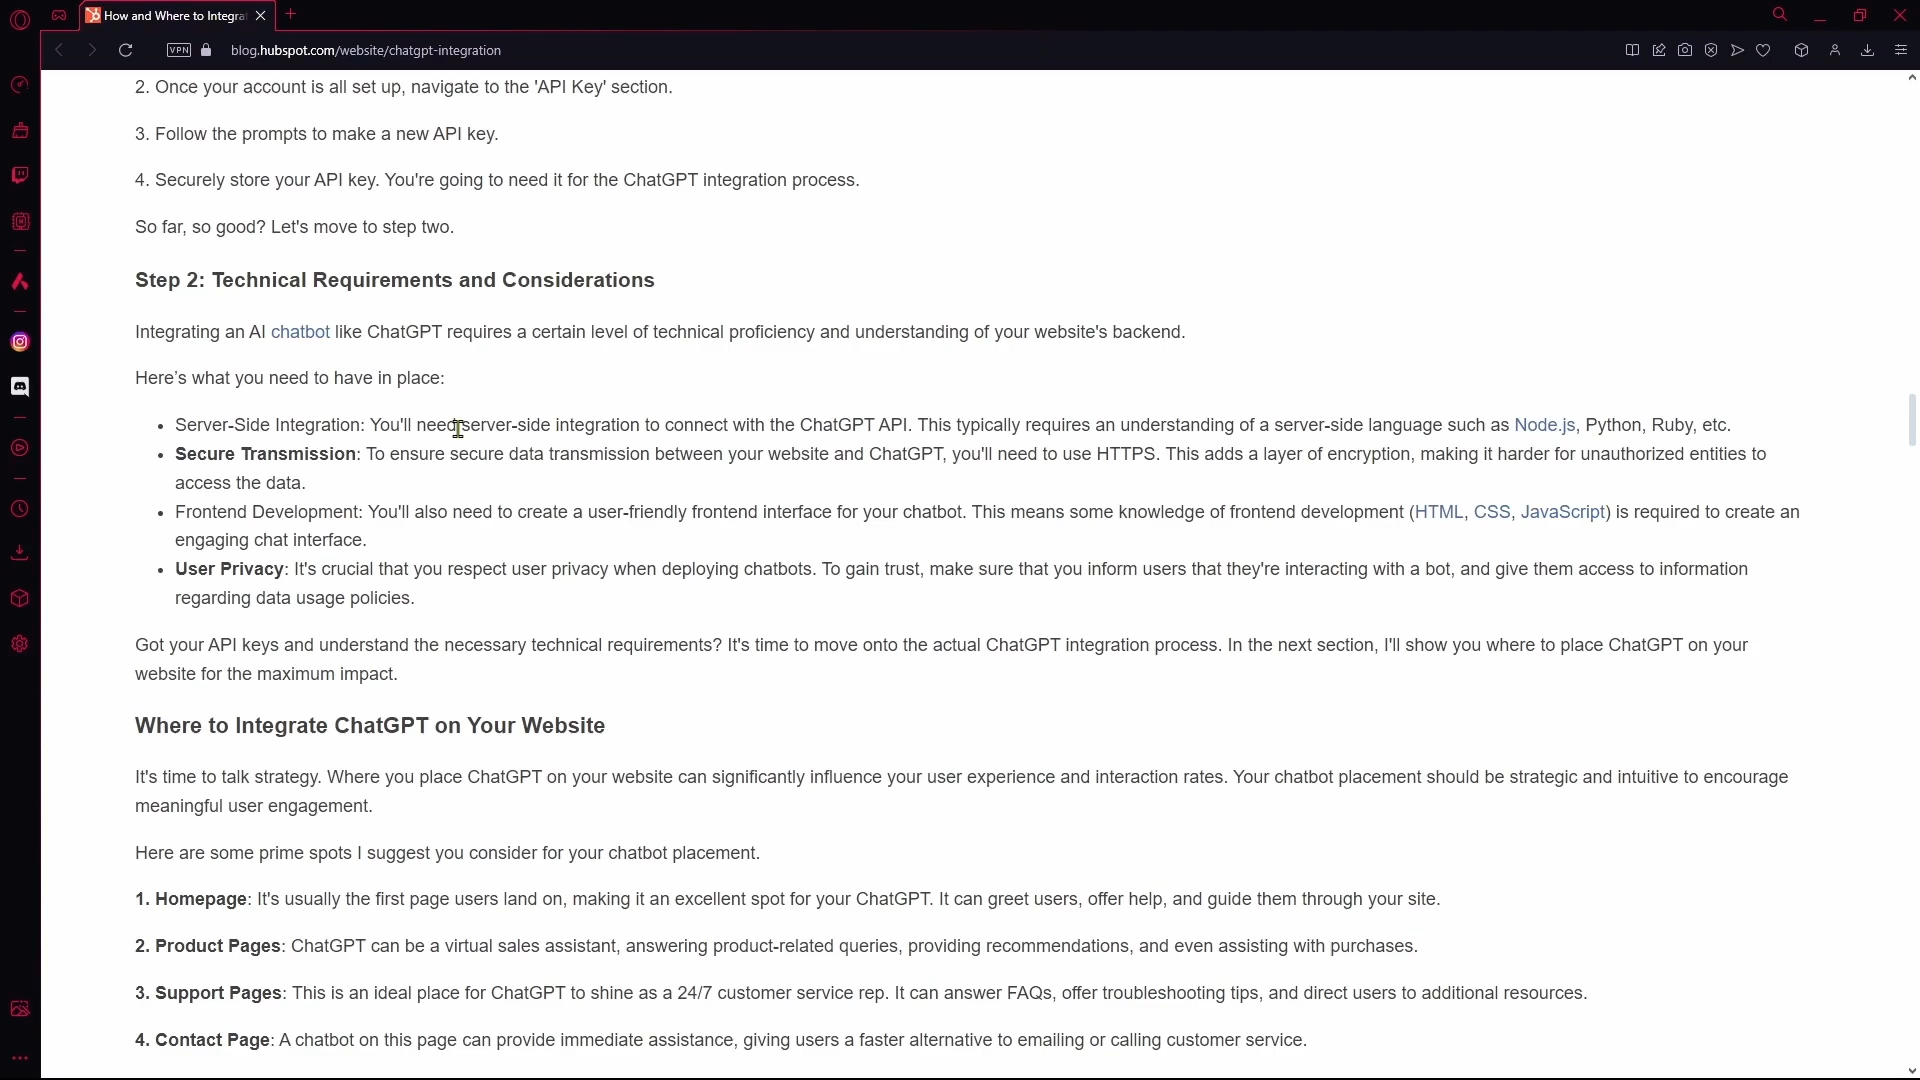 How and Where to Integra
VPN
blog.hubspot.com/website/chatgpt-integration
2. Once your account is all set up, navigate to the 'API Key' section.
3. Follow the prompts to make a new API key.
4. Securely store your API key. You're going to need it for the ChatGPT integration process.
So far, so good? Let's move to step two.
Step 2: Technical Requirements and Considerations
Integrating an AI chatbot like ChatGPT requires a certain level of technical proficiency and understanding of your website's backend.
Here’s what you need to have in place:
• Server-Side Integration: You'll need server-side integration to connect with the ChatGPT API. This typically requires an understanding of a server-side language such as Node.js, Python, Ruby, etc.
• Secure Transmission: To ensure secure data transmission between your website and ChatGPT, you'll need to use HTTPS. This adds a layer of encryption, making it harder for unauthorized entities to
access the data.
• Frontend Development: You'll also need to create a user-friendly frontend interface for your chatbot. This means some knowledge of frontend development (HTML, CSS, JavaScript) is required to create an
engaging chat interface.
• User Privacy: It's crucial that you respect user privacy when deploying chatbots. To gain trust, make sure that you inform users that they're interacting with a bot, and give them access to information
regarding data usage policies.
Got your API keys and understand the necessary technical requirements? It's time to move onto the actual ChatGPT integration process. In the next section, I'll show you where to place ChatGPT on your
website for the maximum impact.
Where to Integrate ChatGPT on Your Website
It's time to talk strategy. Where you place ChatGPT on your website can significantly influence your user experience and interaction rates. Your chatbot placement should be strategic and intuitive to encourage
meaningful user engagement.
Here are some prime spots I suggest you consider for your chatbot placement.
1. Homepage: It's usually the first page users land on, making it an excellent spot for your ChatGPT. It can greet users, offer help, and guide them through your site.
2. Product Pages: ChatGPT can be a virtual sales assistant, answering product-related queries, providing recommendations, and even assisting with purchases.
3. Support Pages: This is an ideal place for ChatGPT to shine as a 24/7 customer service rep. It can answer FAQs, offer troubleshooting tips, and direct users to additional resources.
4. Contact Page: A chatbot on this page can provide immediate assistance, giving users a faster alternative to emailing or calling customer service.